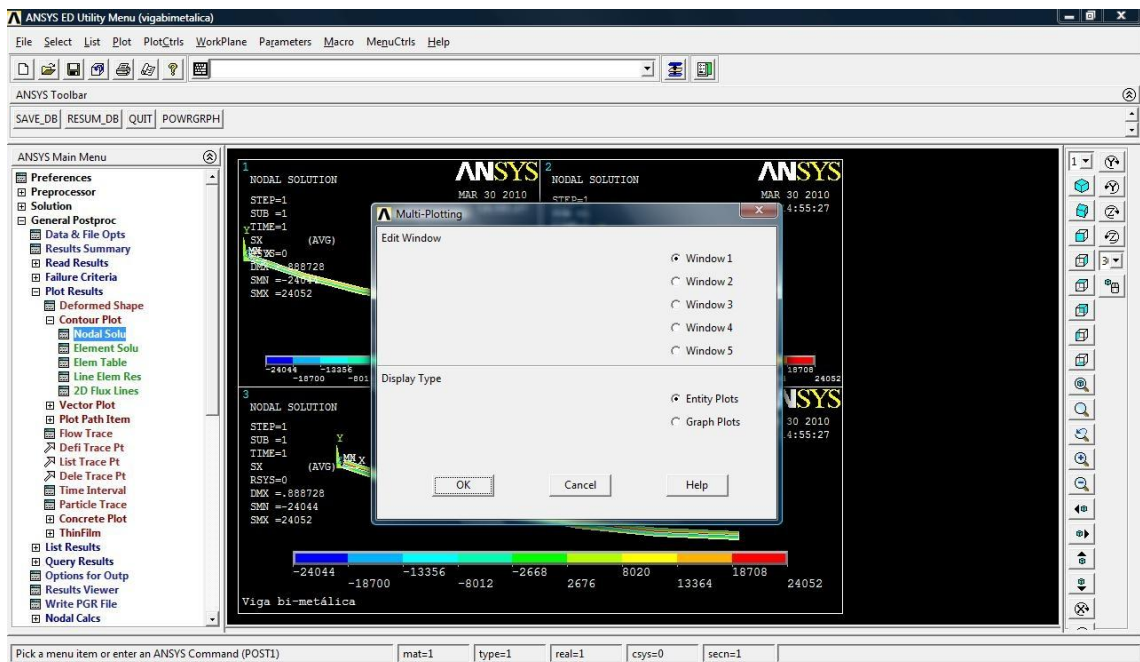 ANSYS ED Utility Menu (vigabimetalica)
File Select List Plot PlotCtrls WorkPlane Parameters Macro MenuCtrls Help
ANSYS Toolbar
SAVE_DB RESUM_DB QUIT POWRGRPH
ANSYS Main Menu
Preferences
Preprocessor
Solution
General Postproc
Data & File Opts
Results Summary
Read Results
Failure Criteria
Plot Results
Deformed Shape
Contour Plot
Nodal Solu
Element Solu
Elem Table
Line Elem Res
2D Flux Lines
Vector Plot
Plot Path Item
Flow Trace
Defi Trace Pt
List Trace Pt
Dele Trace Pt
Time Interval
Particle Trace
Concrete Plot
ThinFilm
List Results
Query Results
Options for Outp
Results Viewer
Write PGR File
Nodal Calcs
1
NODAL SOLUTION
ANSYS
MAR 30 2010
STEP=1
SUB =1
TIME=1
Y
SX (AVG)
RSYS=0
DMX =.888728
SMX =24052
-24044 -13356
-18700
2
NODAL SOLUTION
ANSYS
MAR 30 2010
STEP=1
14:55:27
18708
24052
3
NODAL SOLUTION
STEP=1
SUB =1
TIME=1
SX (AVG)
RSYS=0
DMX =.888728
SMN =-24044
SMX =24052
Y
MX X
NSYS
30 2010
4:55:27
-24044 -13356 -2668 8020 18708
-18700 -8012 2676 13364 24052
Viga bi-metálica
Multi-Plotting
Edit Window
Window 1
Window 2
Window 3
Window 4
Window 5
Display Type
Entity Plots
Graph Plots
OK Cancel Help
1
3
Pick a menu item or enter an ANSYS Command (POST1) mat=1 type=1 real=1 csys=0 secn=1